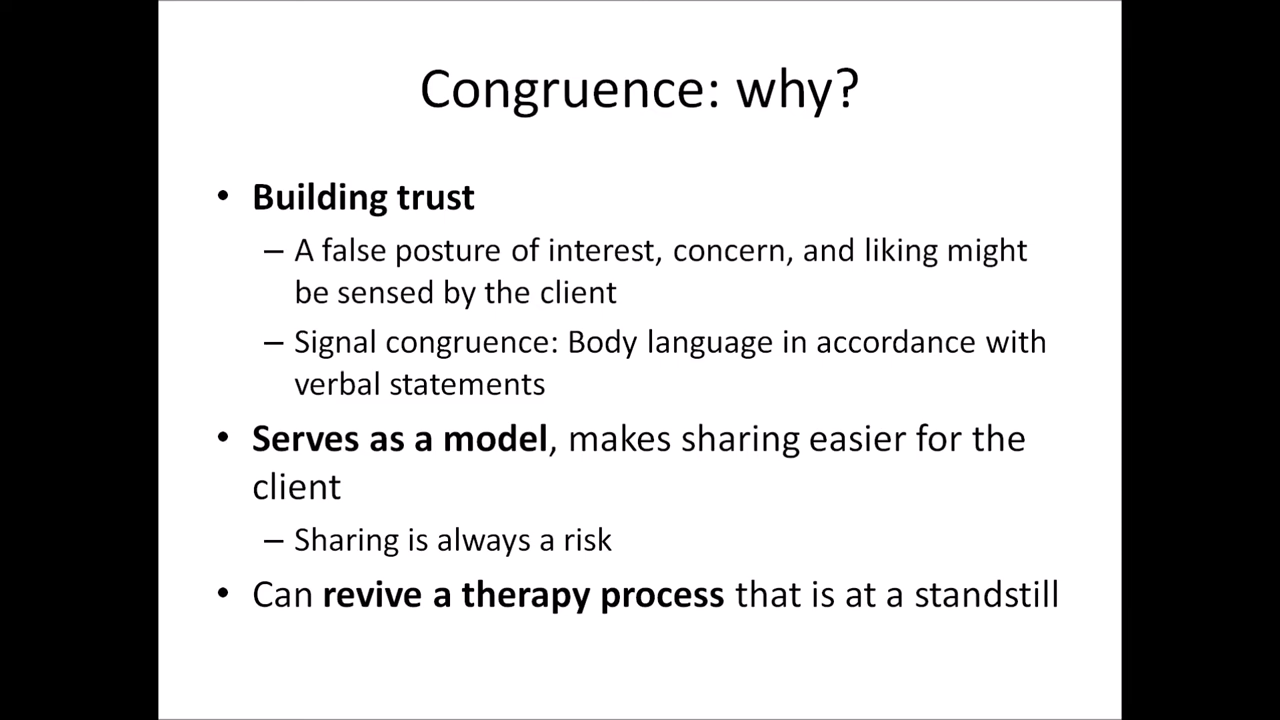 Congruence: why?
• Building trust
– A false posture of interest, concern, and liking might
be sensed by the client
– Signal congruence: Body language in accordance with
verbal statements
• Serves as a model, makes sharing easier for the
client
– Sharing is always a risk
• Can revive a therapy process that is at a standstill